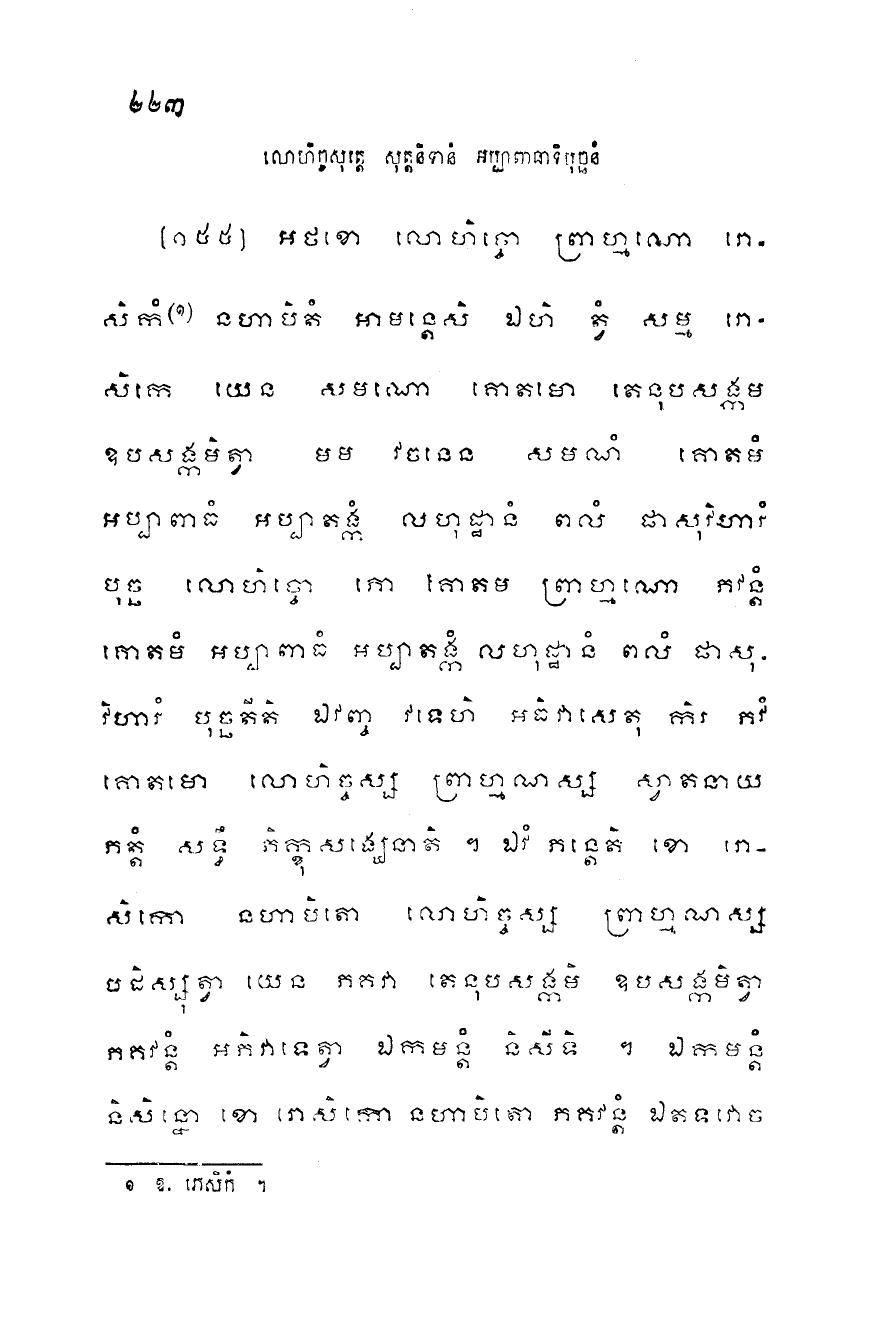 ២២៣
លោហិច្ចសុត្តេ សុត្តនិទានំ អប្បាពាធាទិបុច្ឆនំ
[១៥៥] អថខោ លោហិច្ចោ ព្រាហ្មណោ រោ-
សិកំ(១) នហាបិតំ អាមន្តេសិ ឯហិ ត្វំ សម្ម រោ-
សិកេ យេន សមណោ គោតមោ តេនុបសង្កម
ឧបសង្កមិត្វា មម វចនេន សមណំ គោតមំ
អប្បាពាធំ អប្បាតង្កំ លហុដ្ឋានំ ពលំ ផាសុវិហារំ
បុច្ឆ លោហិច្ចោ ភោ គោតម ព្រាហ្មណោ ភវន្តំ
គោតមំ អប្បាពាធំ អប្បាតង្កំ លហុដ្ឋានំ ពលំ ផាសុ-
វិហារំ បុច្ឆតីតិ ឯវញ្ច វទេហិ អធិវាសេតុ កិរ ភវំ
គោតមោ លោហិច្ចស្ស ព្រាហ្មណស្ស ស្វាតនាយ
ភត្តំ សទ្ធឹ ភិក្ខុសង្ឃេនាតិ ។ ឯវំ ភន្តេតិ ខោ រោ-
សិកោ នហាបិតោ លោហិច្ចស្ស ព្រាហ្មណស្ស
បដិស្សុត្វា យេន ភគវា តេនុបសង្កមិ ឧបសង្កមិត្វា
ភគវន្តំ អភិវាទេត្វា ឯកមន្តំ និសីទិ ។ ឯកមន្តំ
និសិន្នោ ខោ រោសិកោ នហាបិតោ ភគវន្តំ ឯតទវោច
១ ឱ. ភេសិកំ ។